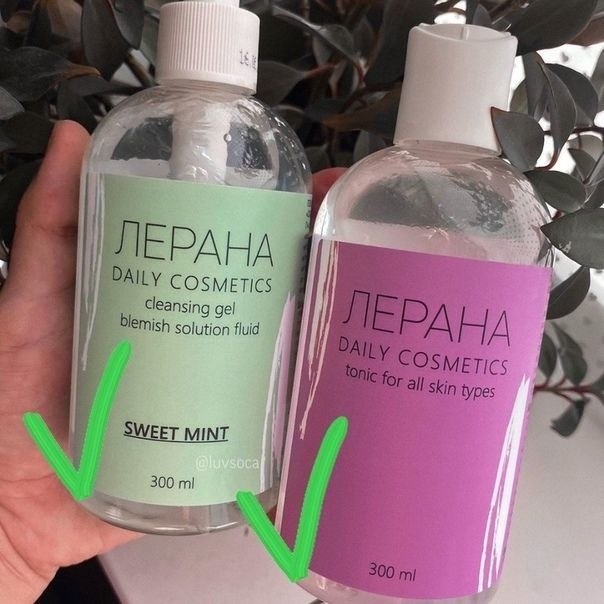 ЛЕРАНА
DAILY COSMETICS
cleansing gel
blemish solution fluid
SWEET MINT
@luvsoca
300 ml
ЛЕРАНА
DAILY COSMETICS
tonic for all skin types
300 ml